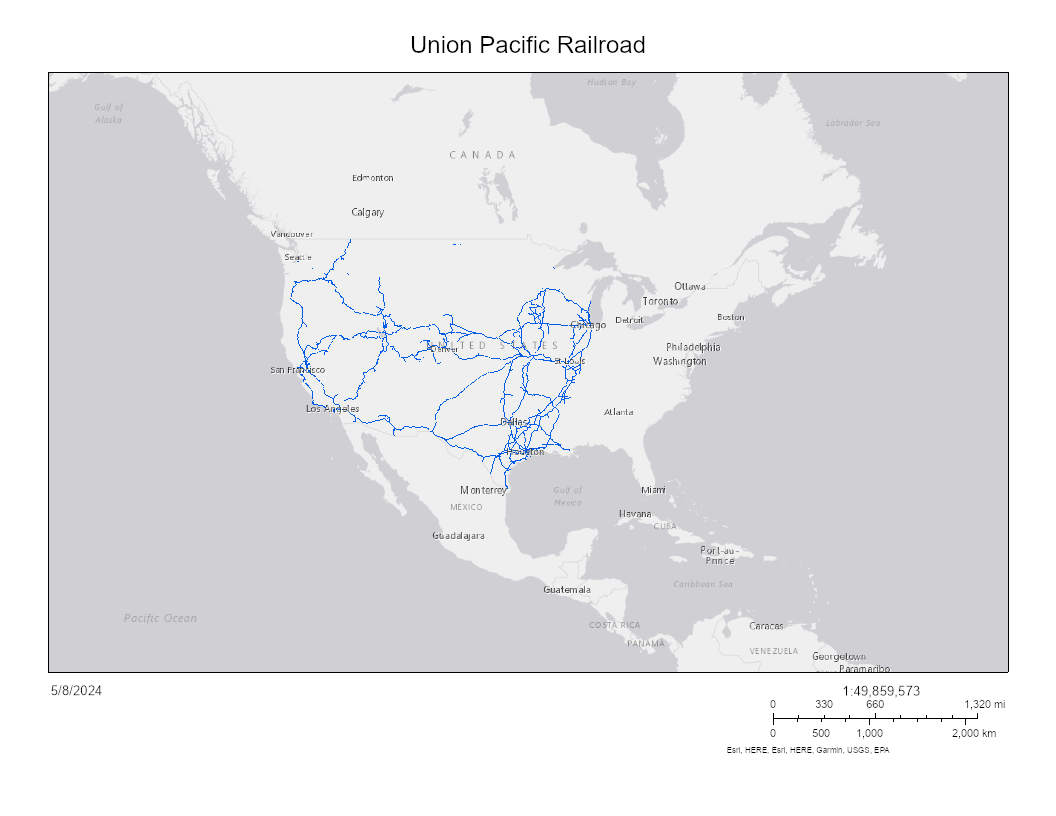 Union Pacific Railroad
Hudson Bay
Gulf of
Alaska
Labrador Sea
CANADA
Edmonton
Calgary
Vancouver
Seattle
Ottawa
Toronto
Boston
Detroit
Chicago
Philadelphia
UNITED STATES
Denver
Washington
St Louis
San Francisco
Los Angeles
Atlanta
Dallas
Houston
Monterrey
Gulf of
Mexico
Miami
MÉXICO
Havana
CUBA
Guadalajara
Port-au-
Prince
Caribbean Sea
Guatemala
Pacific Ocean
COSTA RICA
Caracas
PANAMA
VENEZUELA
Georgetown
Paramaribo
5/8/2024
1:49,859,573
0 330 660 1,320 mi
0 500 1,000 2,000 km
Esri, HERE, Esri, HERE, Garmin, USGS, EPA